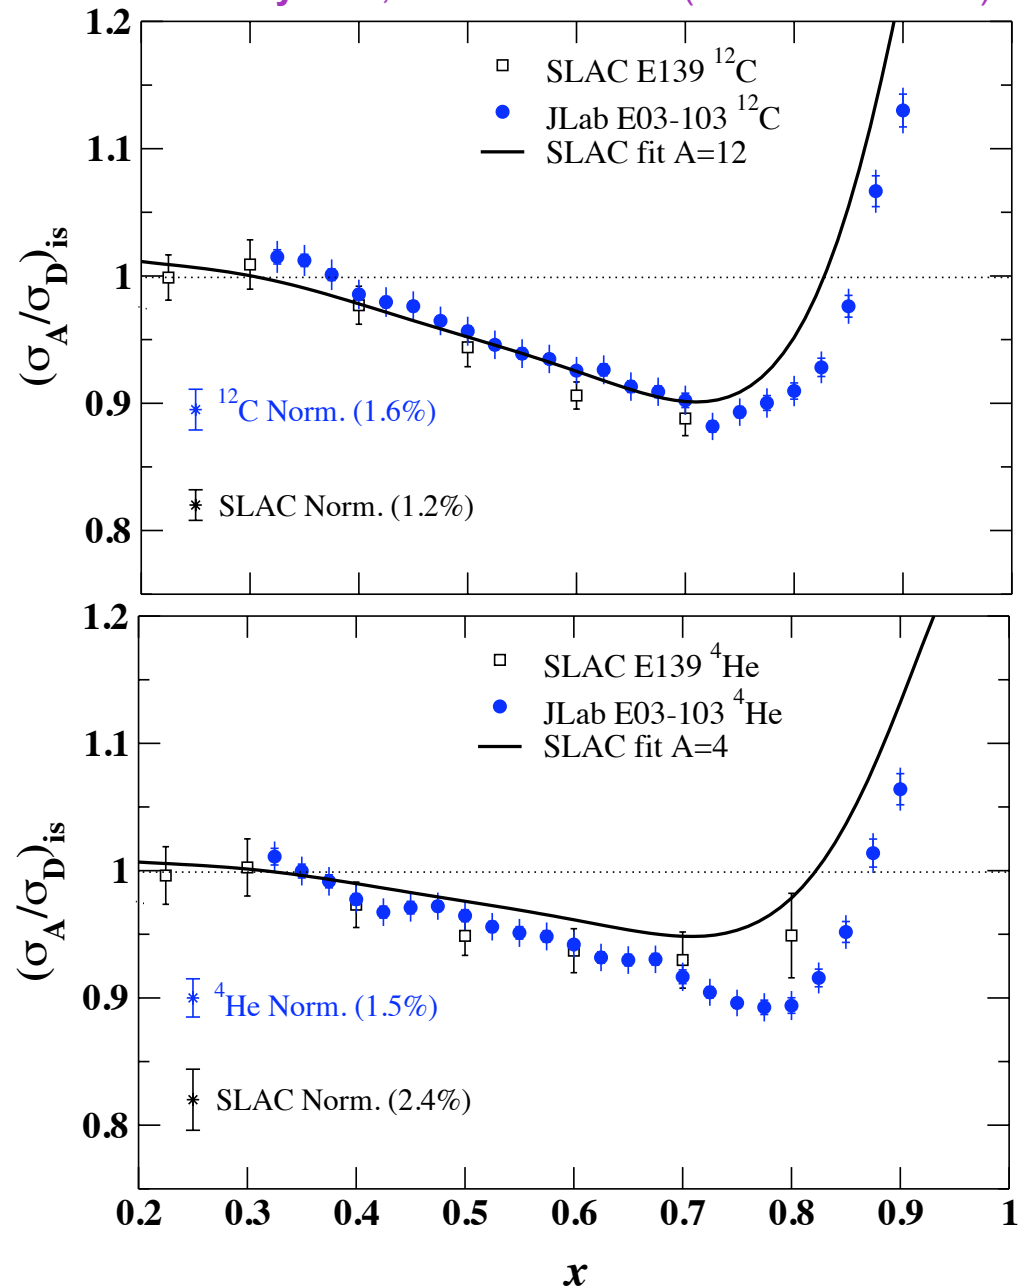 1.2
SLAC E139 ¹²C
JLab E03-103 ¹²C
SLAC fit A=12
1.1
1
0.9
0.8
(σA/σD)is
¹²C Norm. (1.6%)
SLAC Norm. (1.2%)
1.2
SLAC E139 ⁴He
JLab E03-103 ⁴He
SLAC fit A=4
1.1
1
0.9
0.8
(σA/σD)is
⁴He Norm. (1.5%)
SLAC Norm. (2.4%)
0.2 0.3 0.4 0.5 0.6 0.7 0.8 0.9 1
x